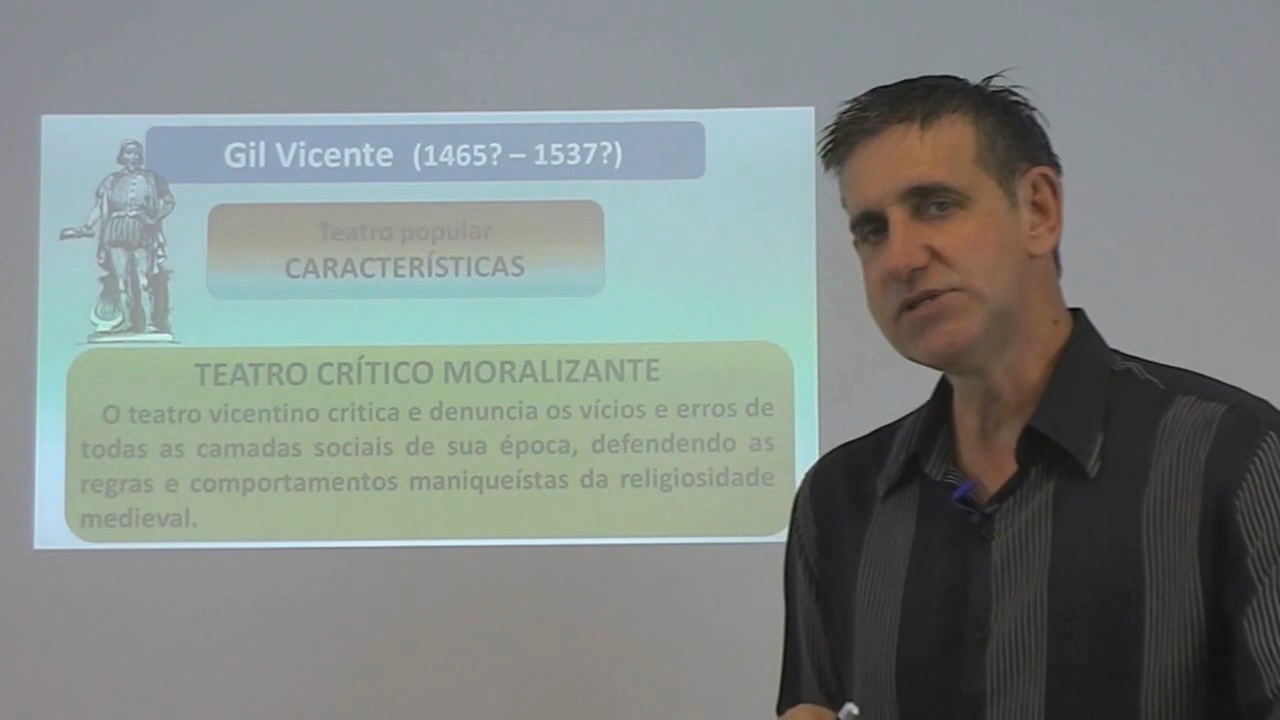 Gil Vicente (1465? – 1537?)
Teatro popular
CARACTERÍSTICAS
TEATRO CRÍTICO MORALIZANTE
O teatro vicentino critica e denuncia os vícios e erros de
todas as camadas sociais de sua época, defendendo as
regras e comportamentos maniqueístas da religiosidade
medieval.